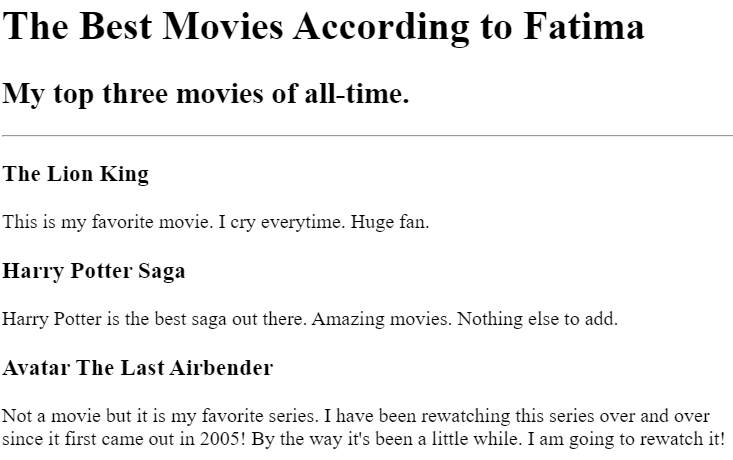 The Best Movies According to Fatima
My top three movies of all-time.
The Lion King
This is my favorite movie. I cry everytime. Huge fan.
Harry Potter Saga
Harry Potter is the best saga out there. Amazing movies. Nothing else to add.
Avatar The Last Airbender
Not a movie but it is my favorite series. I have been rewatching this series over and over
since it first came out in 2005! By the way it's been a little while. I am going to rewatch it!